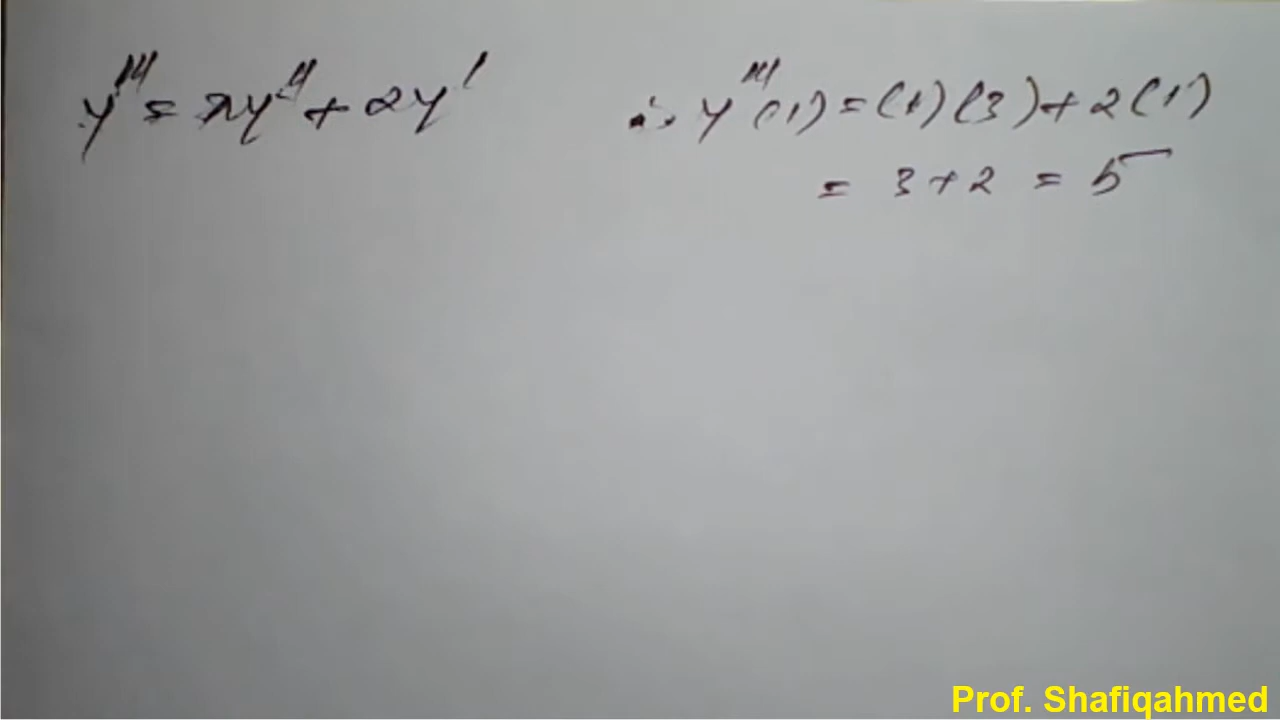 y''' = xy'' + 2y'
∴ y'''(1) = (1)(3) + 2(1)
= 3 + 2 = 5
Prof. Shafiqahmed